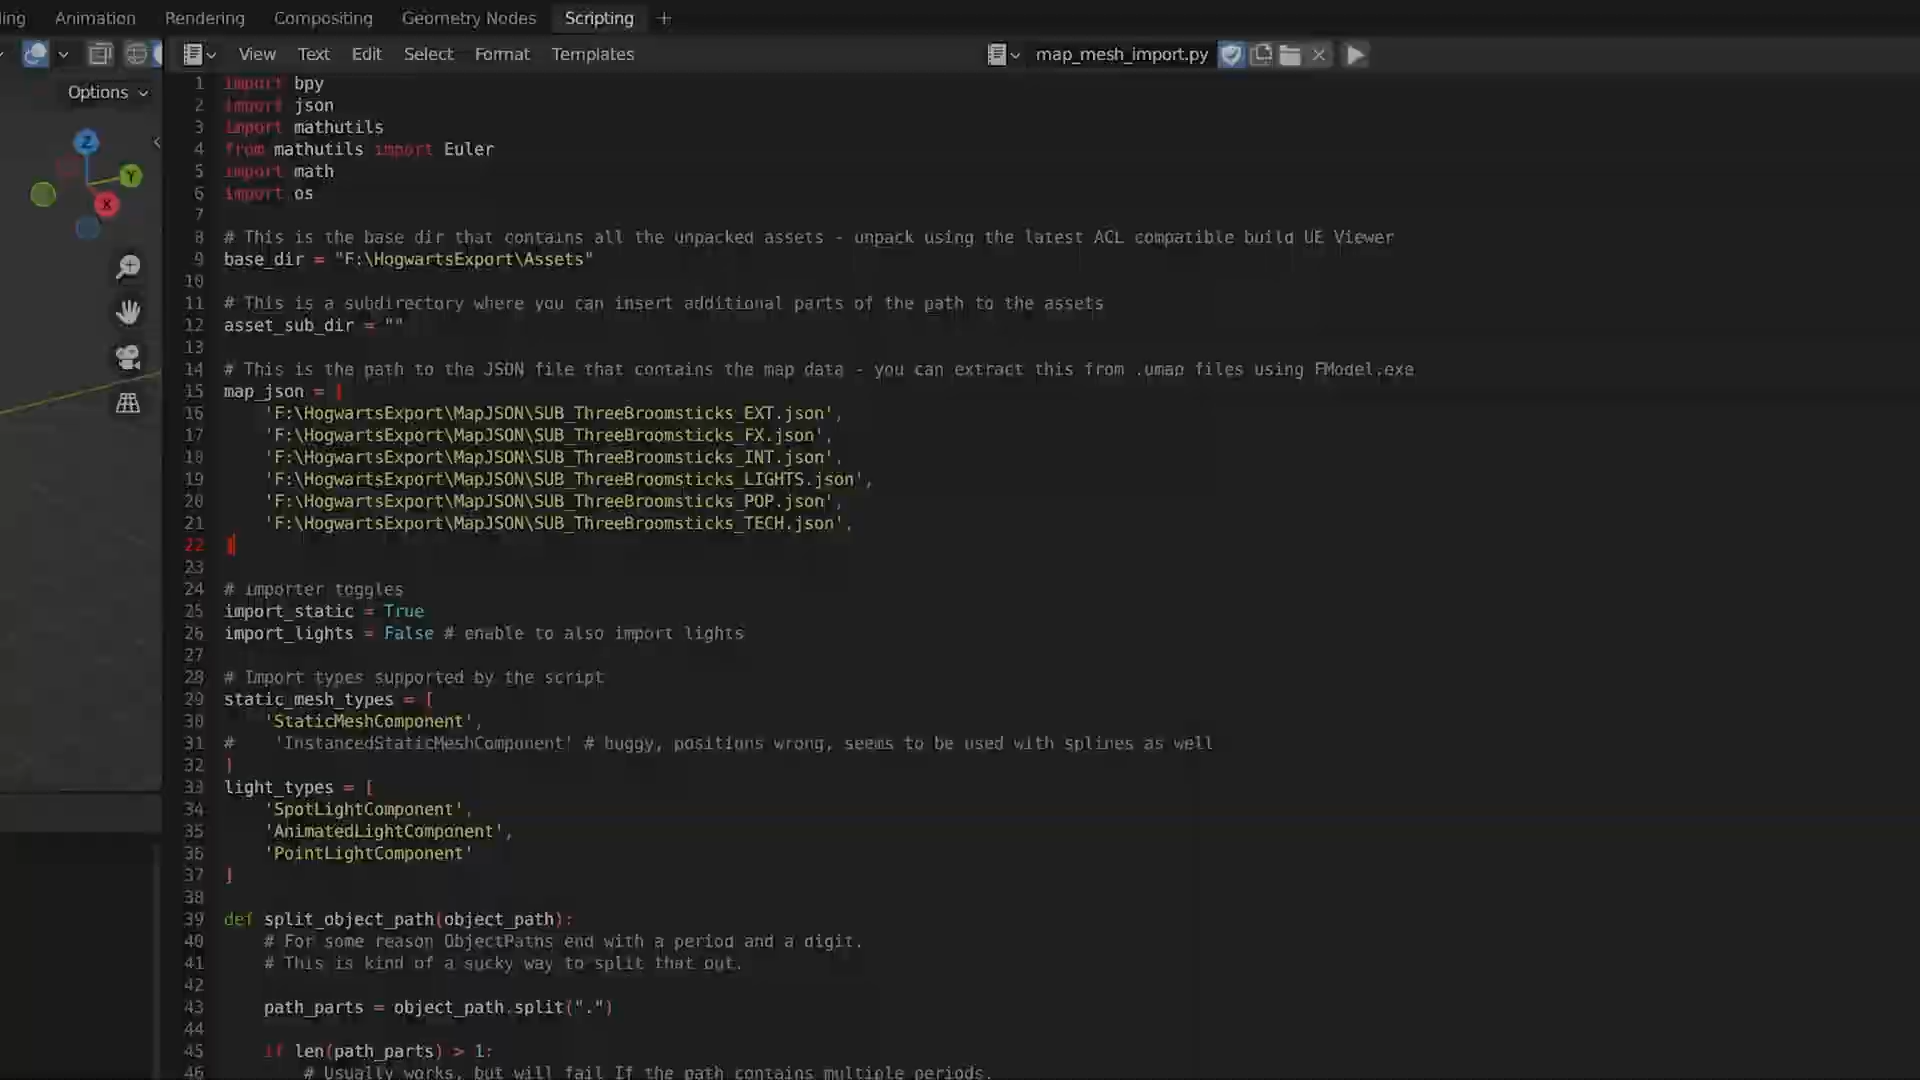 ing Animation Rendering Compositing Geometry Nodes Scripting +
View Text Edit Select Format Templates map_mesh_import.py
Options
Z
Y
X
1 import bpy
2 import json
3 import mathutils
4 from mathutils import Euler
5 import math
6 import os
7
8 # This is the base dir that contains all the unpacked assets - unpack using the latest ACL compatible build UE Viewer
9 base_dir = "F:\HogwartsExport\Assets"
10
11 # This is a subdirectory where you can insert additional parts of the path to the assets
12 asset_sub_dir = ""
13
14 # This is the path to the JSON file that contains the map data - you can extract this from .umap files using FModel.exe
15 map_json = [
16     'F:\HogwartsExport\MapJSON\SUB_ThreeBroomsticks_EXT.json',
17     'F:\HogwartsExport\MapJSON\SUB_ThreeBroomsticks_FX.json',
18     'F:\HogwartsExport\MapJSON\SUB_ThreeBroomsticks_INT.json',
19     'F:\HogwartsExport\MapJSON\SUB_ThreeBroomsticks_LIGHTS.json',
20     'F:\HogwartsExport\MapJSON\SUB_ThreeBroomsticks_POP.json',
21     'F:\HogwartsExport\MapJSON\SUB_ThreeBroomsticks_TECH.json',
22 ]
23
24 # importer toggles
25 import_static = True
26 import_lights = False # enable to also import lights
27
28 # Import types supported by the script
29 static_mesh_types = [
30     'StaticMeshComponent',
31 #    'InstancedStaticMeshComponent' # buggy, positions wrong, seems to be used with splines as well
32 ]
33 light_types = [
34     'SpotLightComponent',
35     'AnimatedLightComponent',
36     'PointLightComponent'
37 ]
38
39 def split_object_path(object_path):
40     # For some reason ObjectPaths end with a period and a digit.
41     # This is kind of a sucky way to split that out.
42
43     path_parts = object_path.split(".")
44
45     if len(path_parts) > 1:
46         # Usually works, but will fail If the path contains multiple periods.